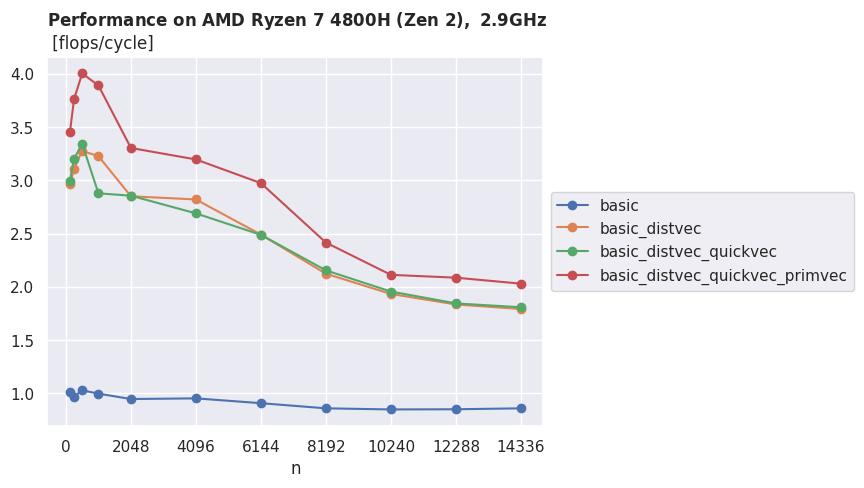 Performance on AMD Ryzen 7 4800H (Zen 2), 2.9GHz
[flops/cycle]
4.0
3.5
3.0
2.5
2.0
1.5
1.0
0 2048 4096 6144 8192 10240 12288 14336
n
basic
basic_distvec
basic_distvec_quickvec
basic_distvec_quickvec_primvec